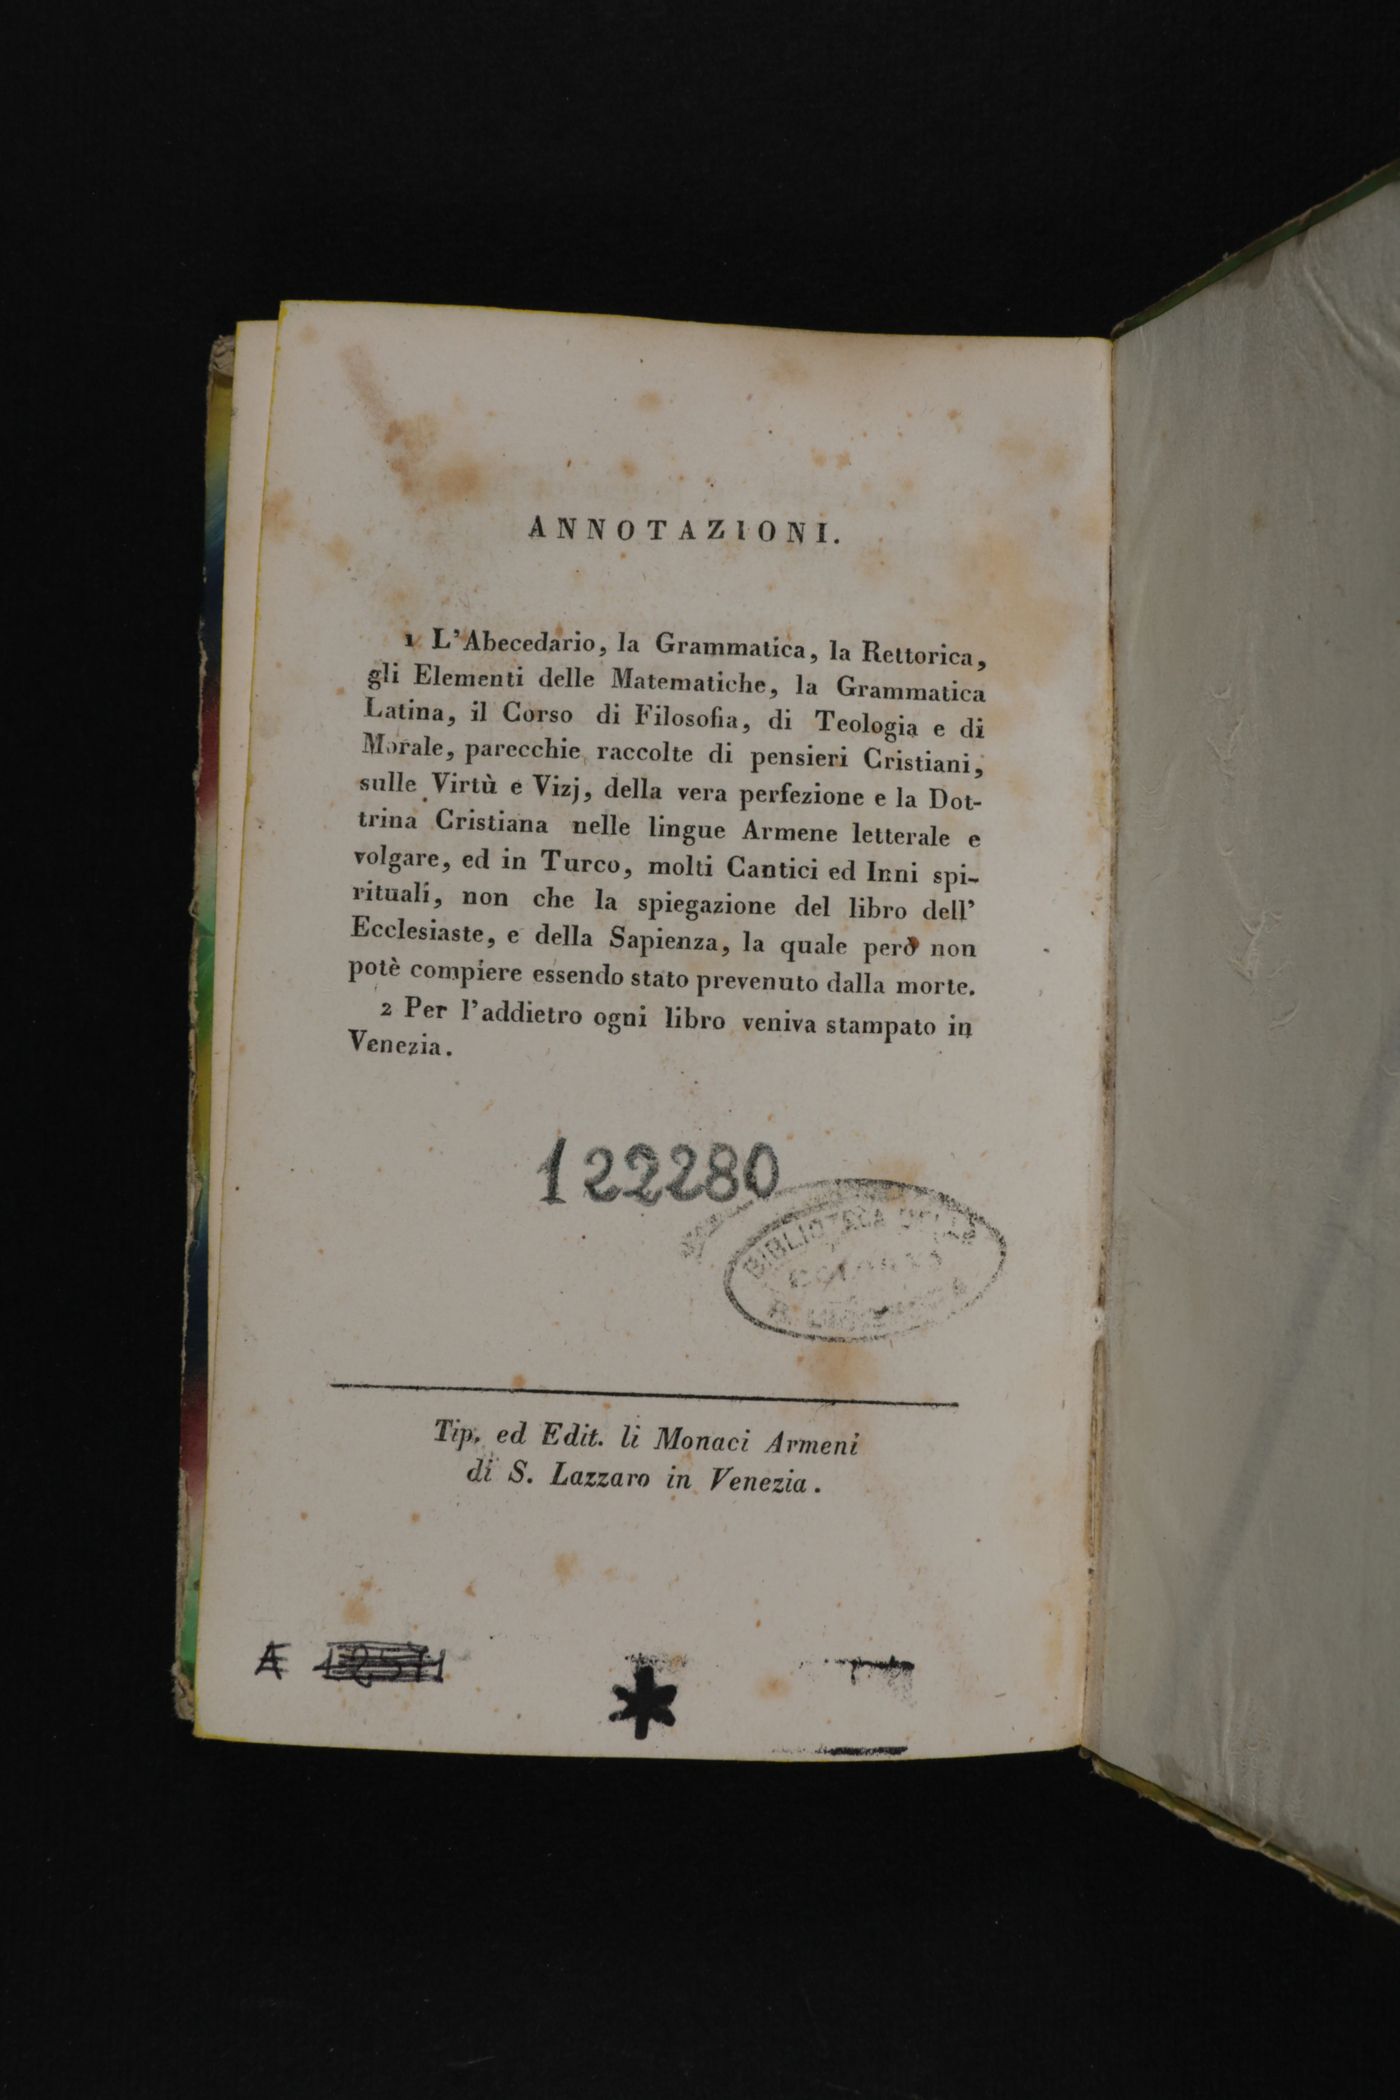 ANNOTAZIONI.
1 L'Abecedario, la Grammatica, la Rettorica,
gli Elementi delle Matematiche, la Grammatica
Latina, il Corso di Filosofia, di Teologia e di
Morale, parecchie raccolte di pensieri Cristiani,
sulle Virtù e Vizj, della vera perfezione e la Dot-
trina Cristiana nelle lingue Armene letterale e
volgare, ed in Turco, molti Cantici ed Inni spi-
rituali, non che la spiegazione del libro dell'
Ecclesiaste, e della Sapienza, la quale però non
potè compiere essendo stato prevenuto dalla morte.
2 Per l'addietro ogni libro veniva stampato in
Venezia.
122280
BIBLIOTECA DELLA
Tip. ed Edit. li Monaci Armeni
di S. Lazzaro in Venezia.